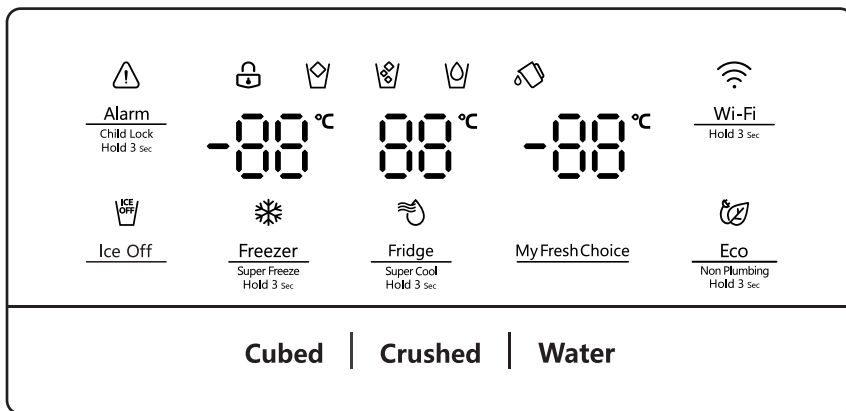 Alarm
Child Lock
Hold 3 Sec
-88 °C
88 °C
-88 °C
Wi-Fi
Hold 3 Sec
ICE
OFF
Ice Off
Freezer
Super Freeze
Hold 3 Sec
Fridge
Super Cool
Hold 3 Sec
My Fresh Choice
Eco
Non Plumbing
Hold 3 Sec
Cubed | Crushed | Water